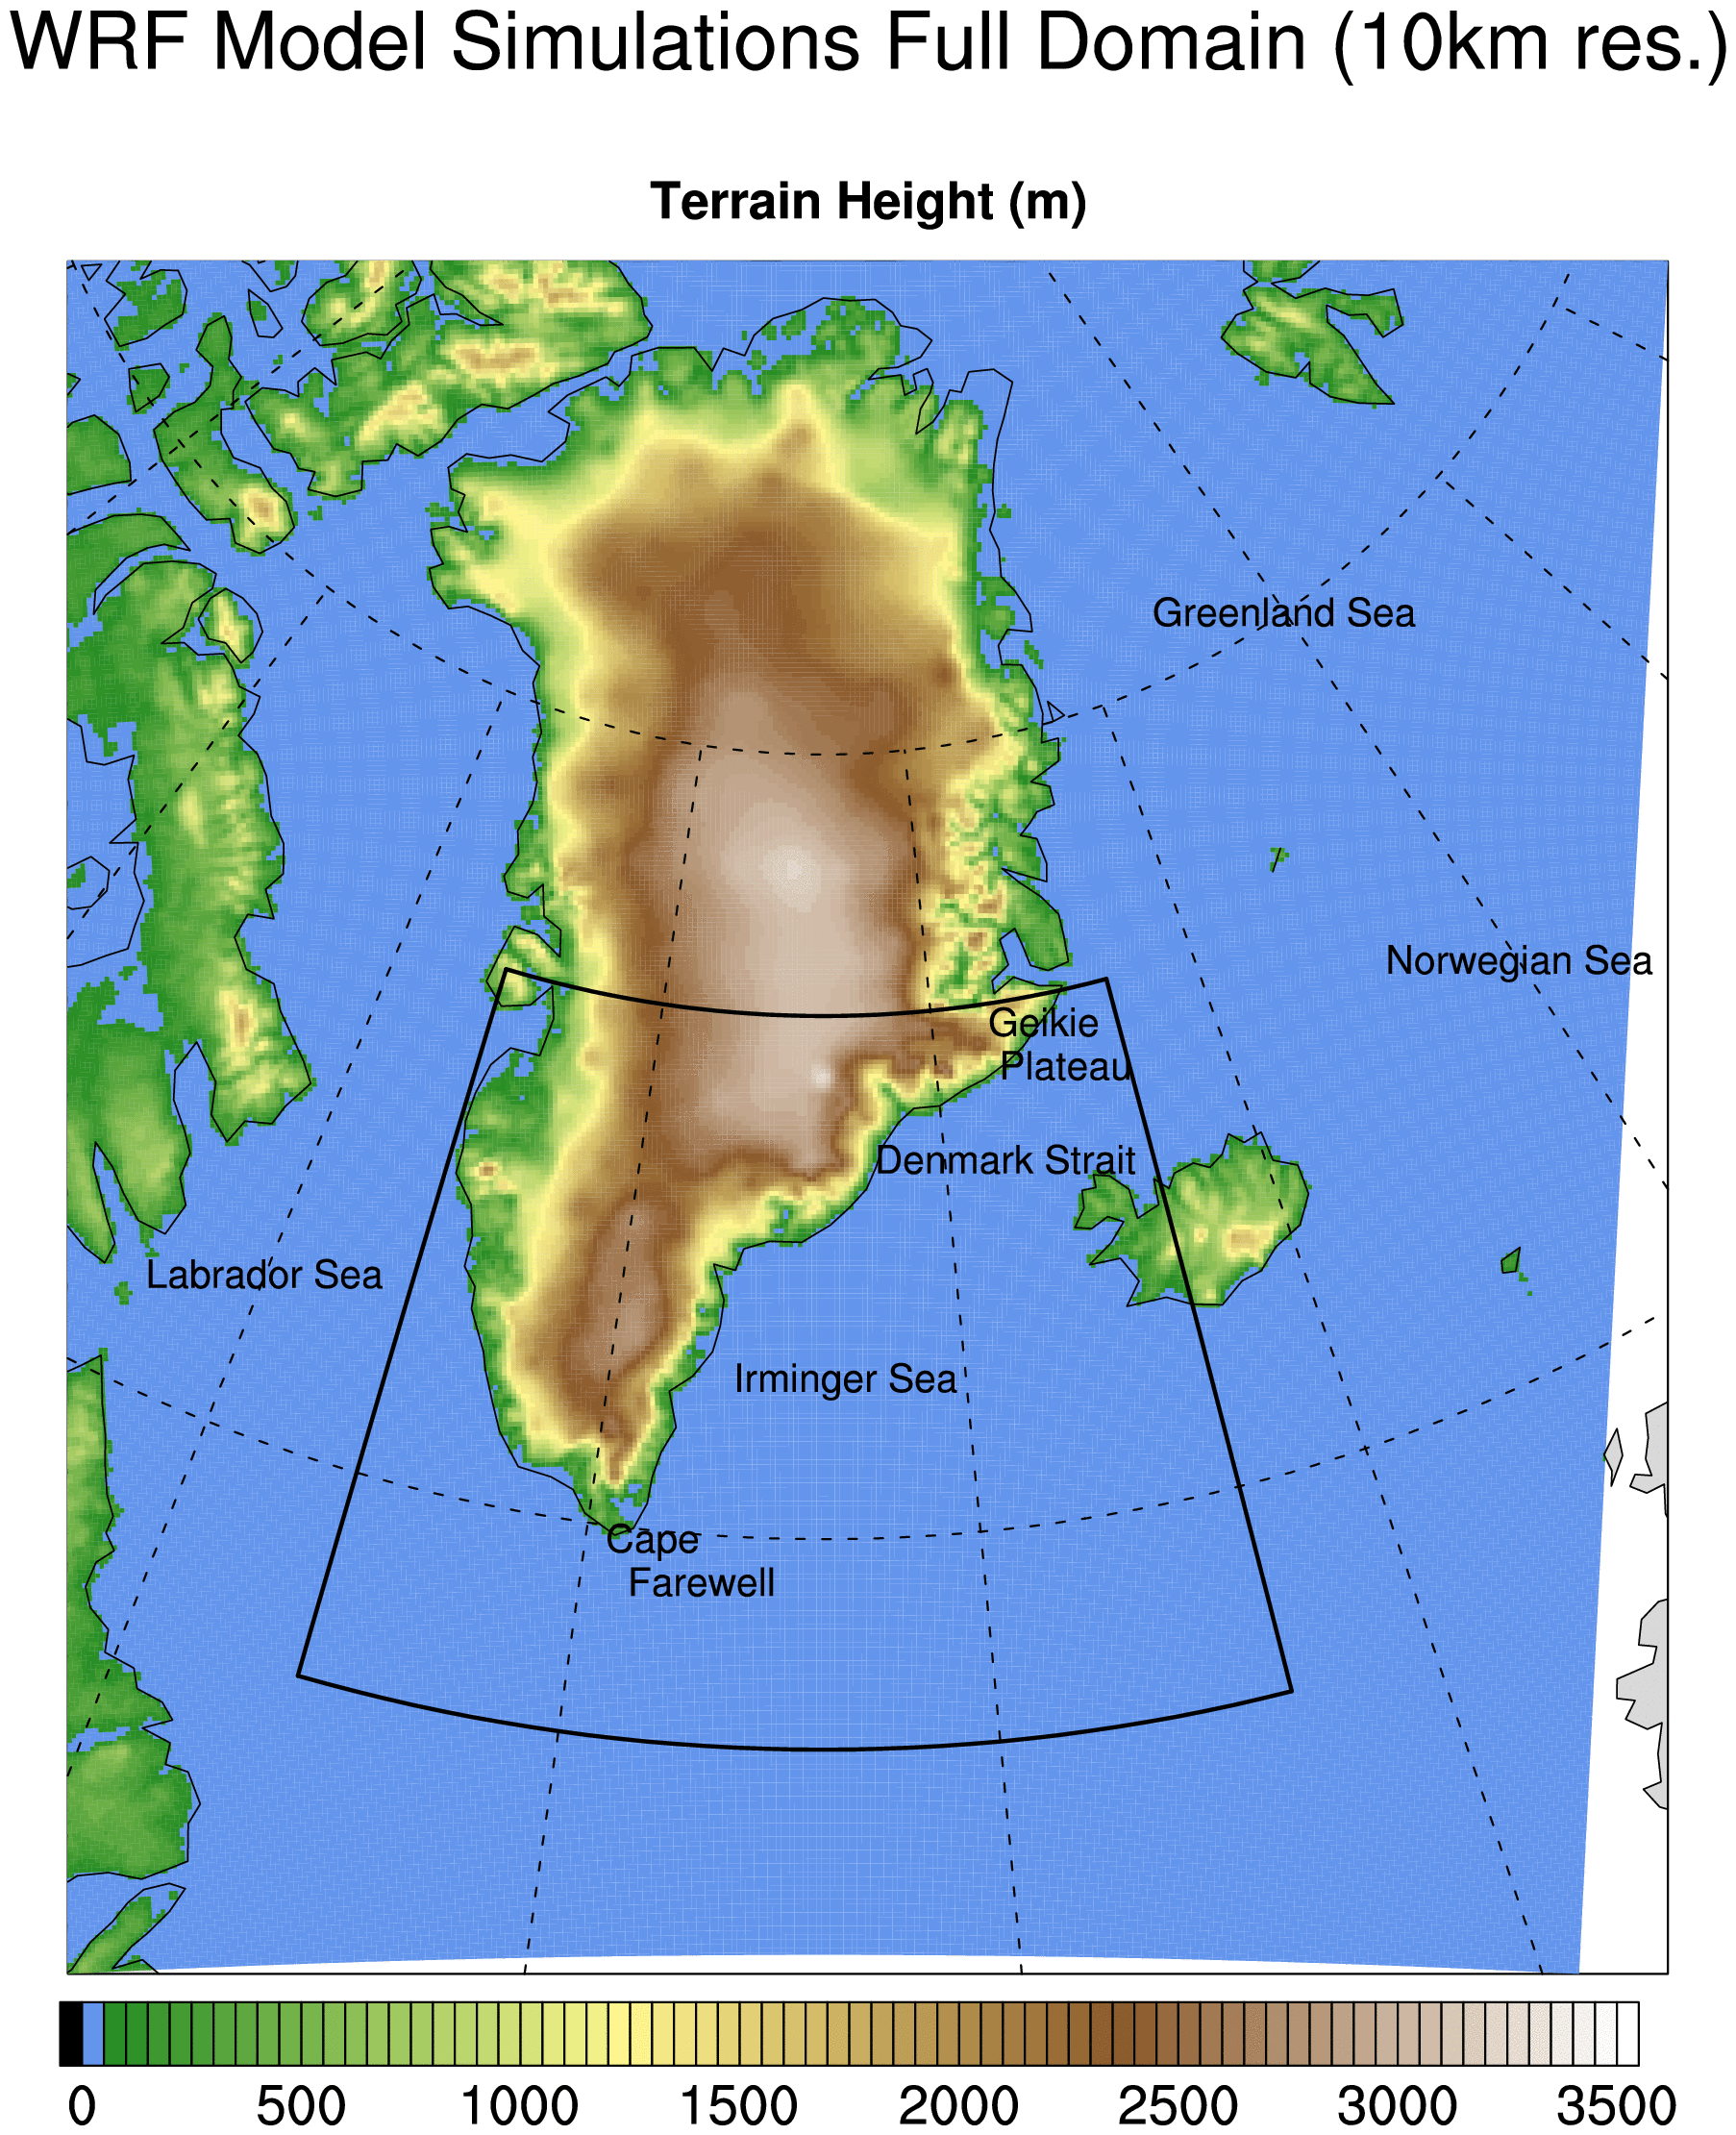 WRF Model Simulations Full Domain (10km res.)
Terrain Height (m)
Greenland Sea
Norwegian Sea
Geikie
Plateau
Denmark Strait
Labrador Sea
Irminger Sea
Cape
Farewell
0 500 1000 1500 2000 2500 3000 3500